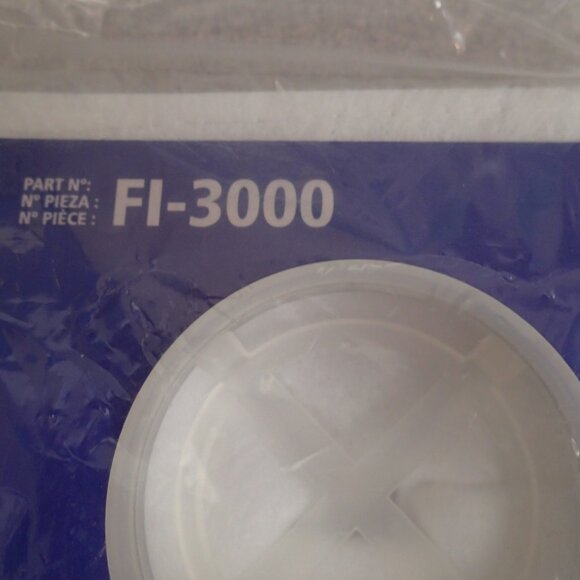 PART Nº:
Nº PIEZA :
Nº PIÈCE :
FI-3000